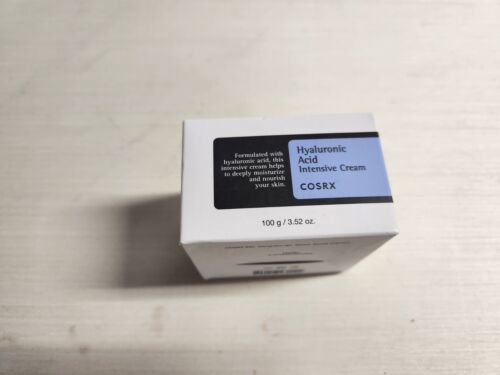 Formulated with
hyaluronic acid, this
intensive cream helps
to deeply moisturize
and nourish
your skin.
Hyaluronic
Acid
Intensive Cream
COSRX
100 g / 3.52 oz.